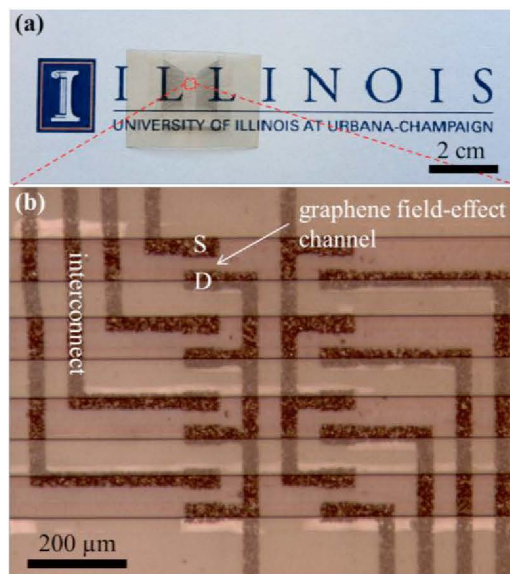 (a)
I
ILLINOIS
UNIVERSITY OF ILLINOIS AT URBANA-CHAMPAIGN
2 cm
(b)
graphene field-effect
channel
S
D
interconnect
200 µm